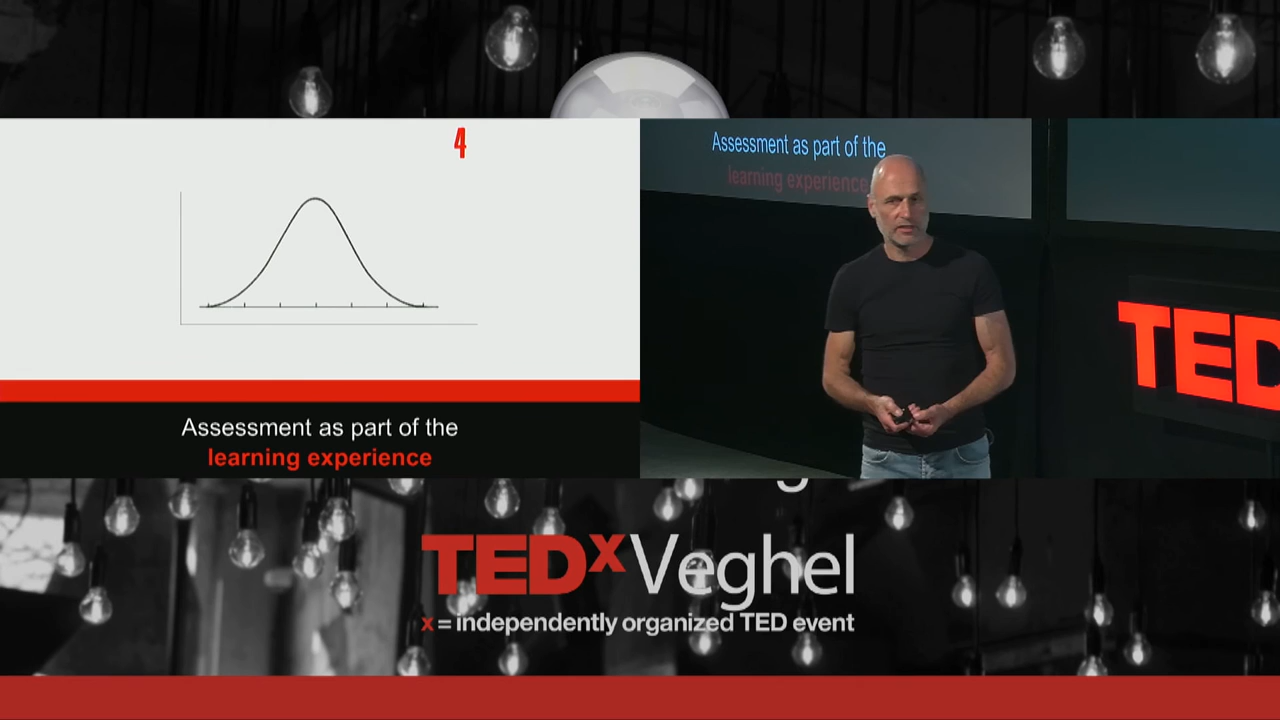 4
Assessment as part of the
learning experience
Assessment as part of the
learning experience
TED
TEDxVeghel
x = independently organized TED event